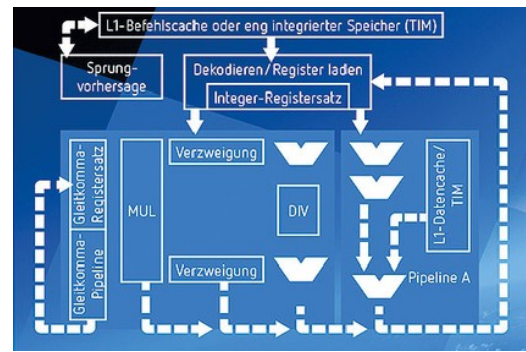 L1-Befehlscache oder eng integrierter Speicher (TIM)
Sprung-
vorhersage
Dekodieren/Register laden
Integer-Registersatz
Gleitkomma-
Registersatz
Gleitkomma-
Pipeline
MUL
Verzweigung
DIV
Verzweigung
L1-Datencache/
TIM
Pipeline A